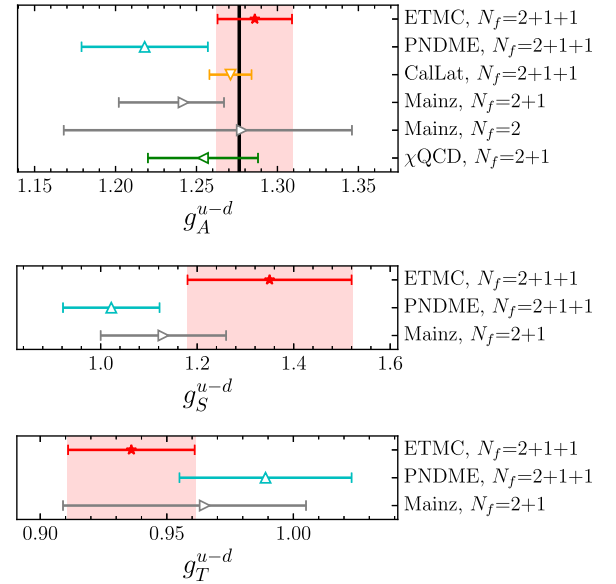 ETMC, N_f=2+1+1
PNDME, N_f=2+1+1
CalLat, N_f=2+1+1
Mainz, N_f=2+1
Mainz, N_f=2
χQCD, N_f=2+1
1.15 1.20 1.25 1.30 1.35
g_A^{u-d}
ETMC, N_f=2+1+1
PNDME, N_f=2+1+1
Mainz, N_f=2+1
1.0 1.2 1.4 1.6
g_S^{u-d}
ETMC, N_f=2+1+1
PNDME, N_f=2+1+1
Mainz, N_f=2+1
0.90 0.95 1.00
g_T^{u-d}